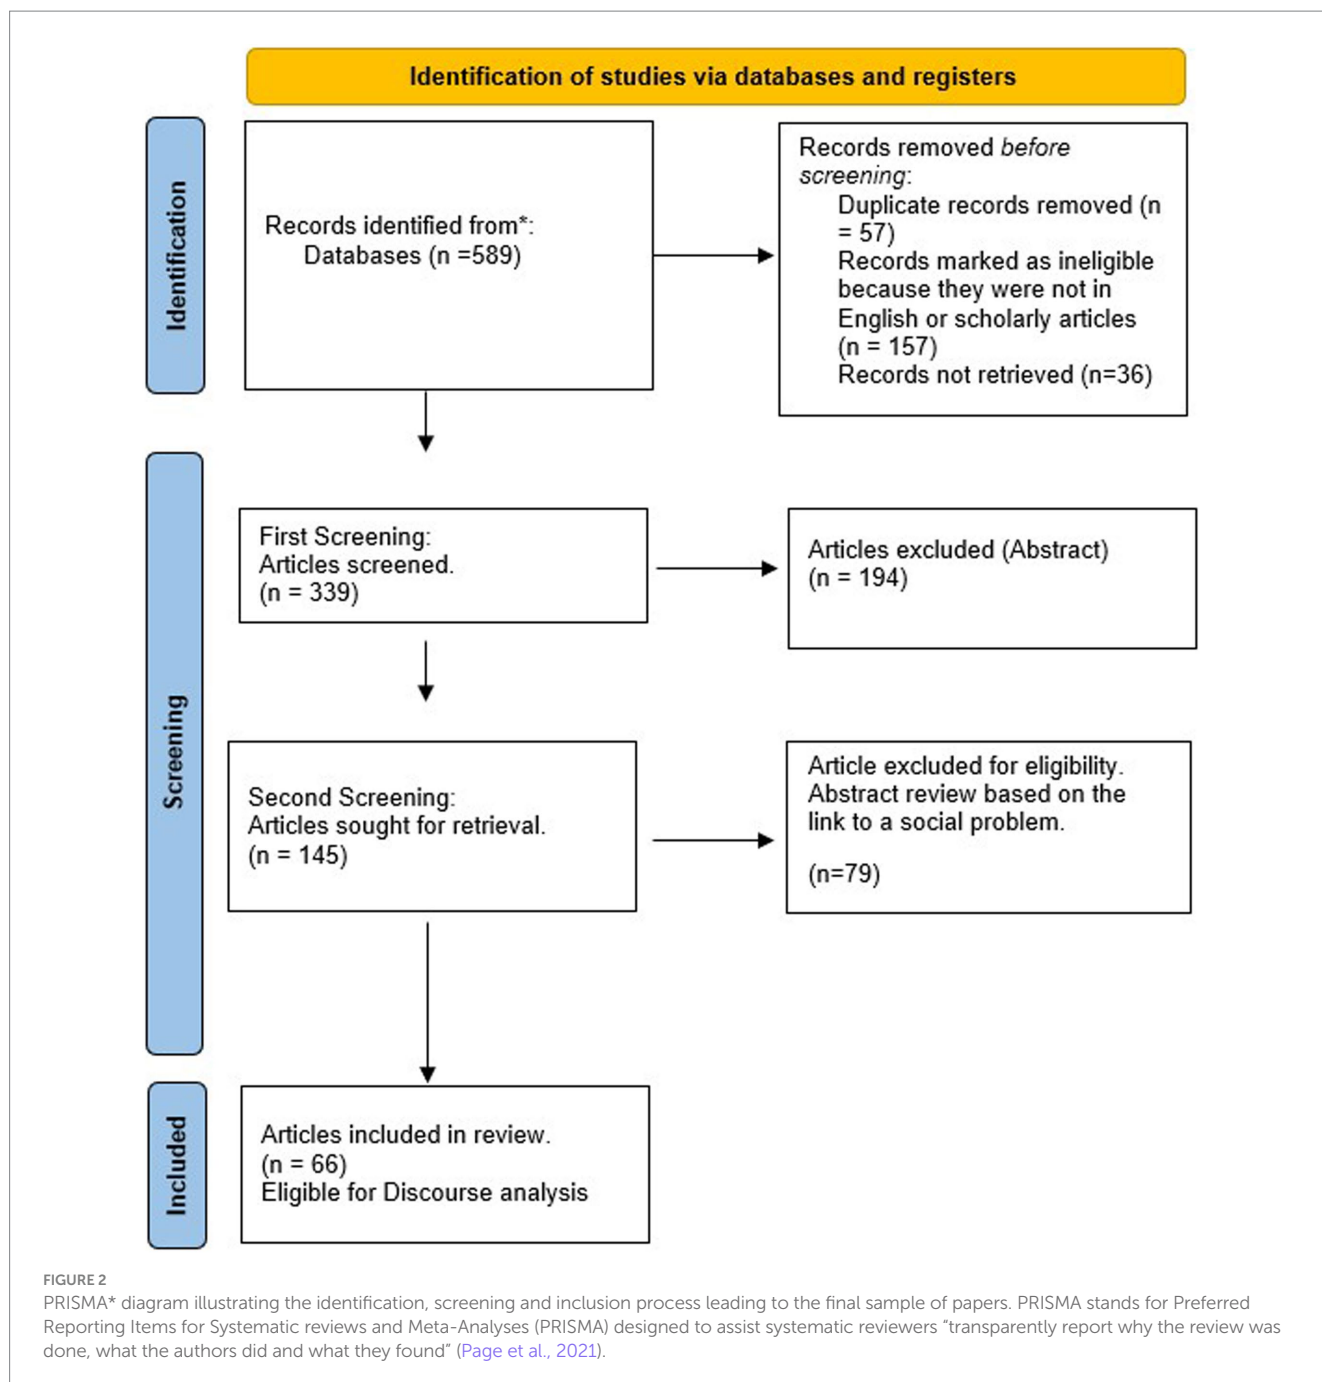 Identification of studies via databases and registers
Identification
Records identified from*:
Databases (n =589)
Records removed before
screening:
Duplicate records removed (n
= 57)
Records marked as ineligible
because they were not in
English or scholarly articles
(n = 157)
Records not retrieved (n=36)
Screening
First Screening:
Articles screened.
(n = 339)
Articles excluded (Abstract)
(n = 194)
Second Screening:
Articles sought for retrieval.
(n = 145)
Article excluded for eligibility.
Abstract review based on the
link to a social problem.
(n=79)
Included
Articles included in review.
(n = 66)
Eligible for Discourse analysis
FIGURE 2
PRISMA* diagram illustrating the identification, screening and inclusion process leading to the final sample of papers. PRISMA stands for Preferred
Reporting Items for Systematic reviews and Meta-Analyses (PRISMA) designed to assist systematic reviewers “transparently report why the review was
done, what the authors did and what they found” (Page et al., 2021).